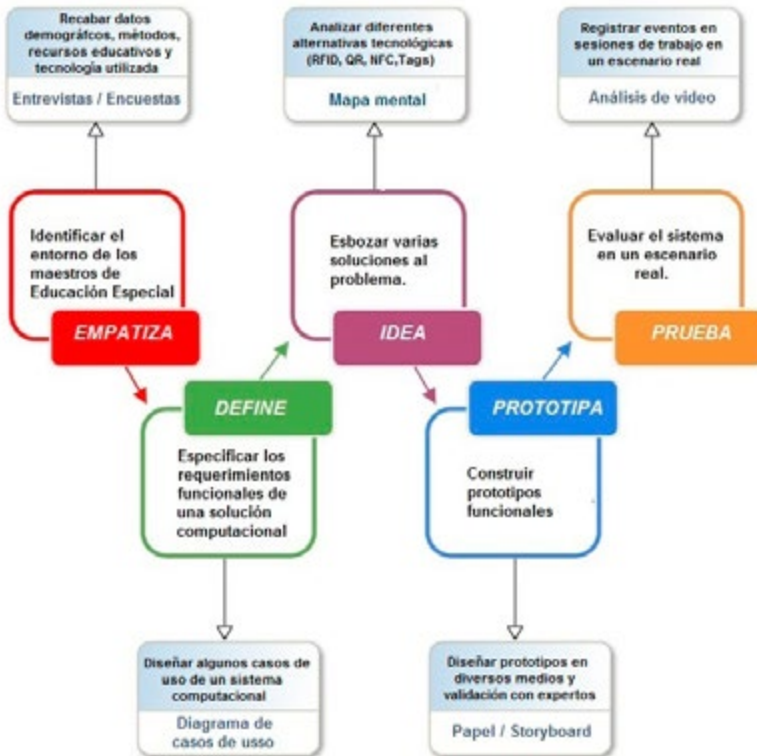 Recabar datos
demográfcos, métodos,
recursos educativos y
tecnología utilizada
Entrevistas / Encuestas
Analizar diferentes
alternativas tecnológicas
(RFID, QR, NFC,Tags)
Mapa mental
Registrar eventos en
sesiones de trabajo en
un escenario real
Análisis de video
Identificar el
entorno de los
maestros de
Educación Especial
EMPATIZA
Esbozar varias
soluciones al
problema.
IDEA
Evaluar el sistema
en un escenario
real.
PRUEBA
DEFINE
Especificar los
requerimientos
funcionales de
una solución
computacional
PROTOTIPA
Construir
prototipos
funcionales
Diseñar algunos casos de
uso de un sistema
computacional
Diagrama de
casos de usso
Diseñar prototipos en
diversos medios y
validación con expertos
Papel / Storyboard